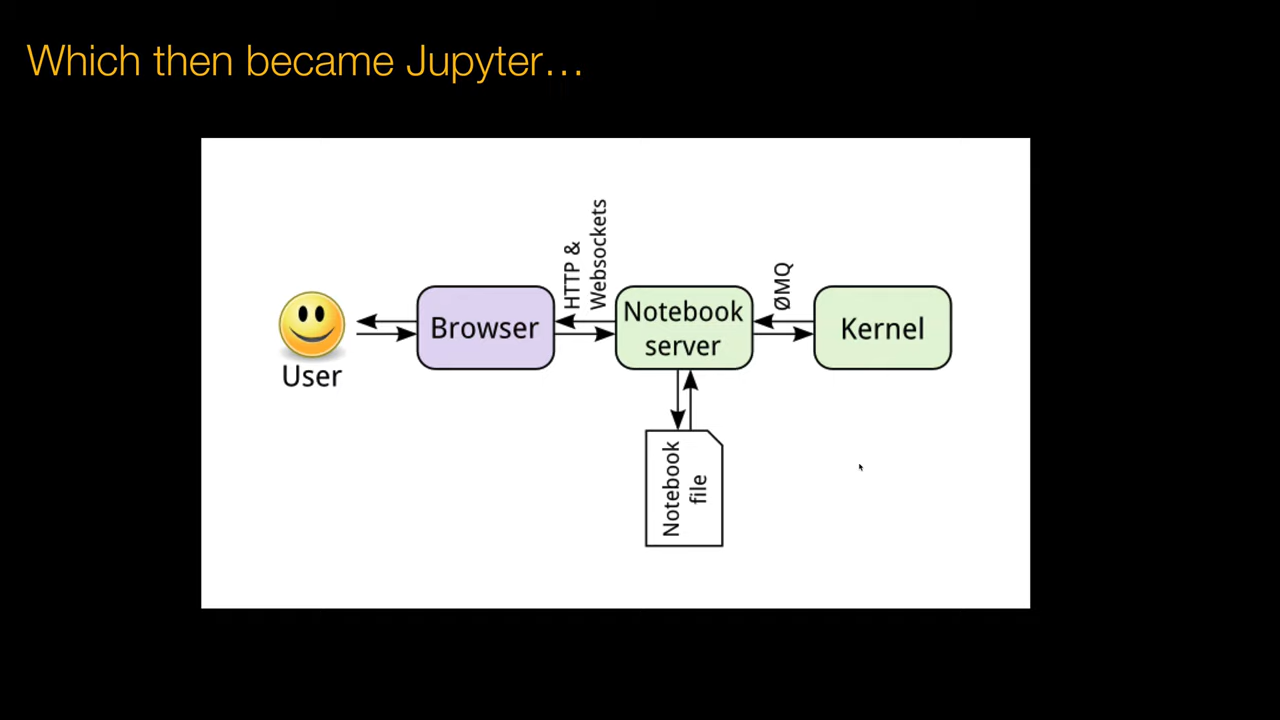 Which then became Jupyter…
HTTP &
Websockets
ØMQ
Browser
Notebook
server
Kernel
User
Notebook
file